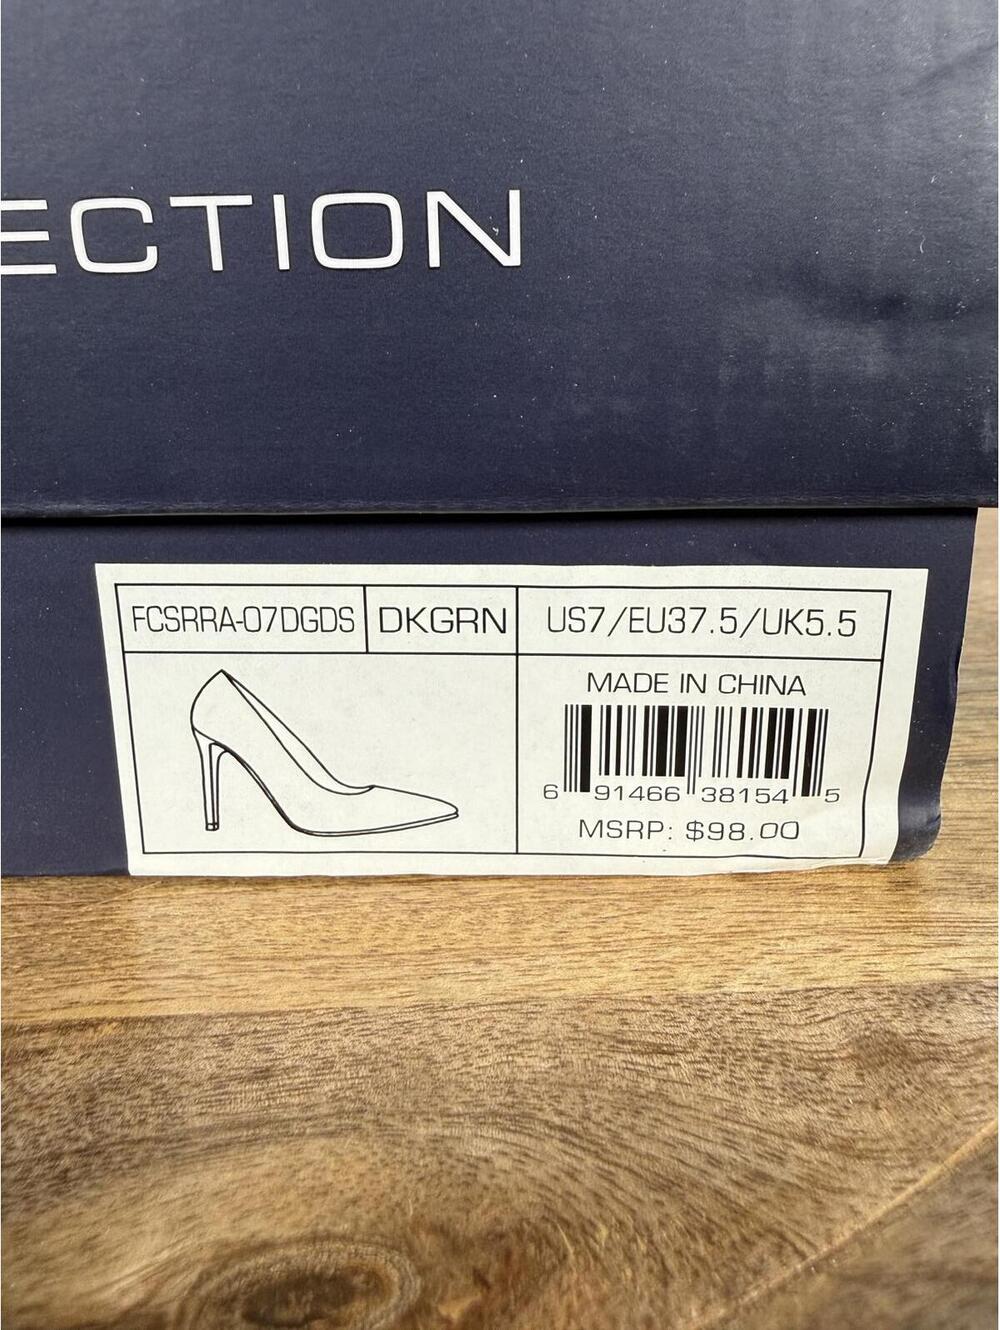 ECTION
FCSRRA-07DGDS DKGRN US7/EU37.5/UK5.5
MADE IN CHINA
6 91466 38154 5
MSRP: $98.00